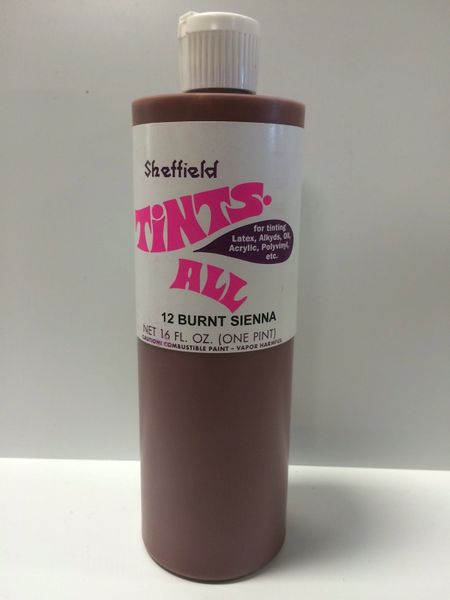 Sheffield
TiNTS·
for tinting
Latex, Alkyds, Oil,
Acrylic, Polyvinyl,
etc.
ALL
12 BURNT SIENNA
NET 16 FL. OZ. (ONE PINT)
CAUTION! COMBUSTIBLE PAINT – VAPOR HARMFUL